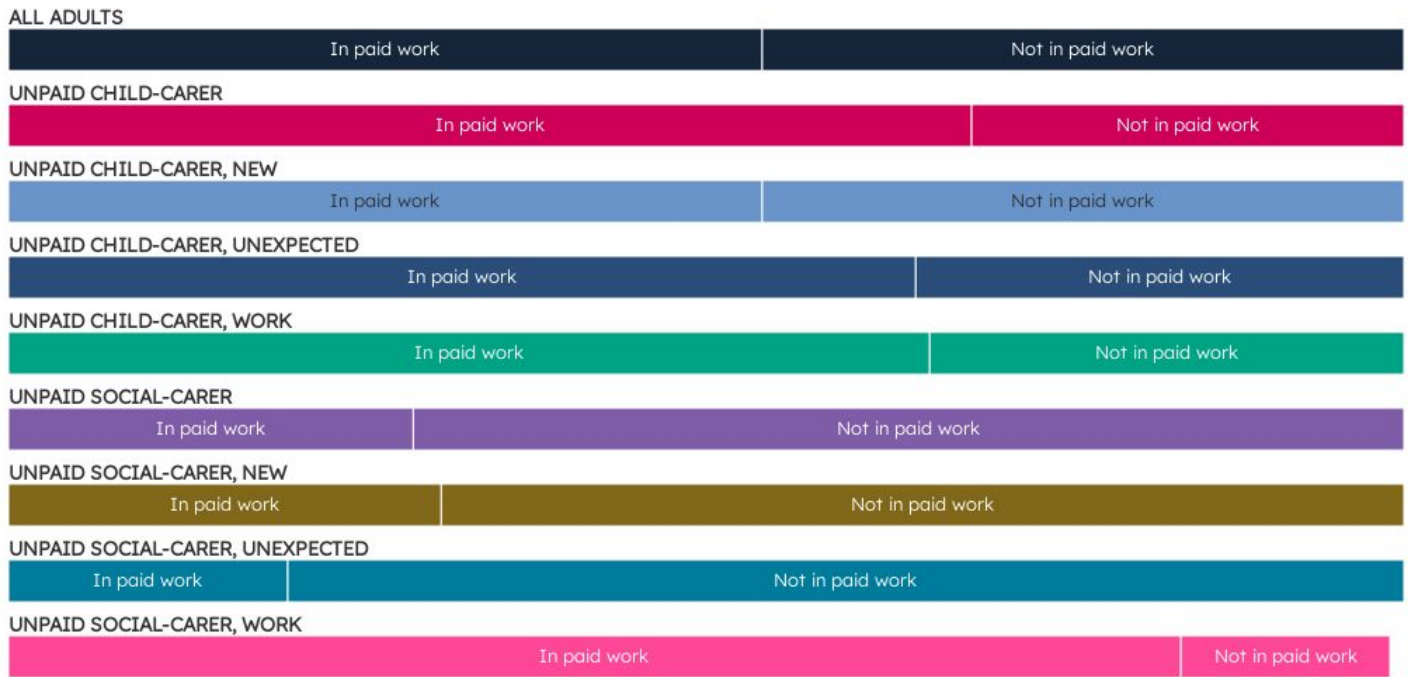 ALL ADULTS
In paid work Not in paid work
UNPAID CHILD-CARER
In paid work Not in paid work
UNPAID CHILD-CARER, NEW
In paid work Not in paid work
UNPAID CHILD-CARER, UNEXPECTED
In paid work Not in paid work
UNPAID CHILD-CARER, WORK
In paid work Not in paid work
UNPAID SOCIAL-CARER
In paid work Not in paid work
UNPAID SOCIAL-CARER, NEW
In paid work Not in paid work
UNPAID SOCIAL-CARER, UNEXPECTED
In paid work Not in paid work
UNPAID SOCIAL-CARER, WORK
In paid work Not in paid work